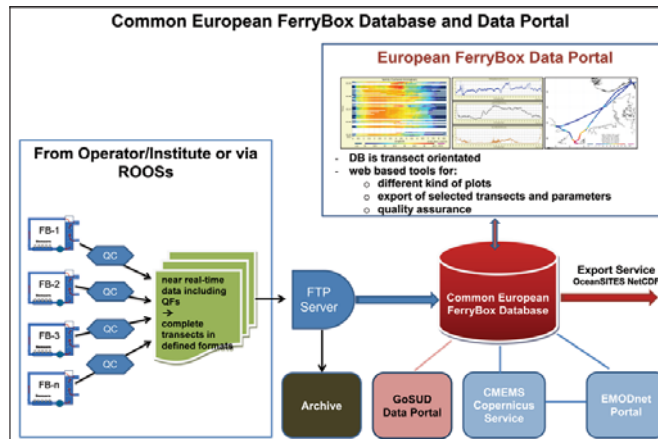 Common European FerryBox Database and Data Portal
European FerryBox Data Portal
- DB is transect orientated
- web based tools for:
o different kind of plots
o export of selected transects and parameters
o quality assurance
From Operator/Institute or via
ROOSs
FB-1
QC
FB-2
QC
FB-3
QC
FB-n
QC
near real-time
data including
QFs
→
complete
transects in
defined formats
FTP
Server
Common European
FerryBox Database
Export Service
OceanSITES NetCDF
Archive
GoSUD
Data Portal
CMEMS
Copernicus
Service
EMODnet
Portal